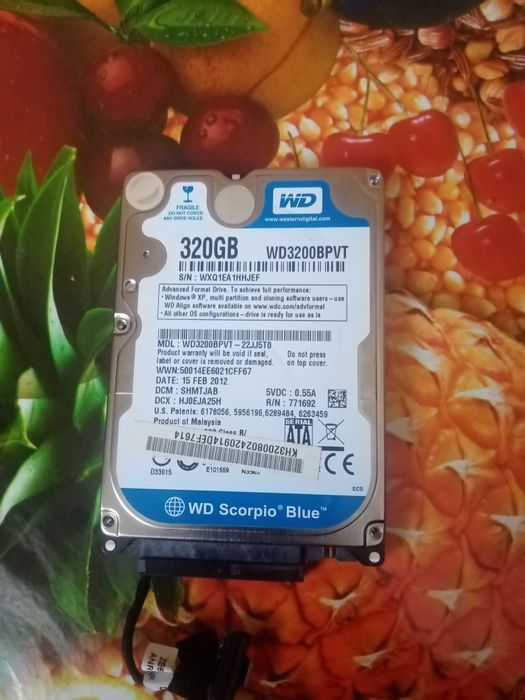 FRAGILE
DO NOT COVER
ANY DRIVE HOLES
WD
www.westerndigital.com
320GB WD3200BPVT
S/N : WXQ1EA1HHJEF
Advanced Format Drive. To achieve full performance:
• Windows® XP, multi partition and cloning software users - use
WD Align software available on www.wdc.com/advformat
• All other OS configurations - drive is ready for use as is
MDL : WD3200BPVT - 22JJ5T0
Product warranty will be void if seal, Do not press
label or cover is removed or damaged. on top cover.
WWN: 50014EE6021CFF67
DATE: 15 FEB 2012
DCM : SHMTJAB 5VDC : 0.55A
DCX : HJ0EJA25H R/N : 771692
U.S. Patents: 6178056, 5956196, 6289484, 6263459
Product of Malaysia
Class B/
SERIAL
ATA
KH320080242091
D33015 E101559
CE
ECS
WD Scorpio® Blue™